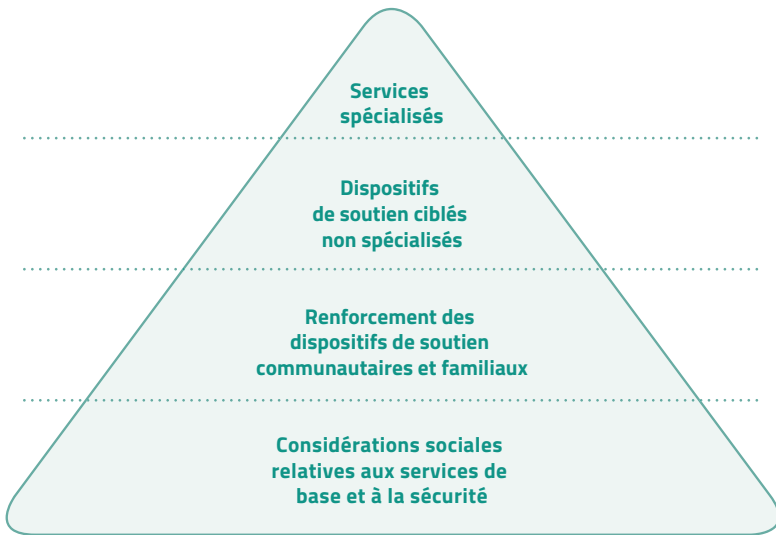 Services
spécialisés
Dispositifs
de soutien ciblés
non spécialisés
Renforcement des
dispositifs de soutien
communautaires et familiaux
Considérations sociales
relatives aux services de
base et à la sécurité